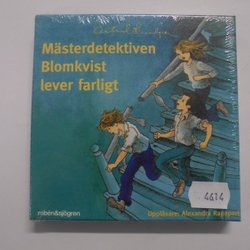 Astrid Lindgren
Mästerdetektiven
Blomkvist
lever farligt
4614
rabén&sjögren
Uppläsare: Alexandra Rapaport